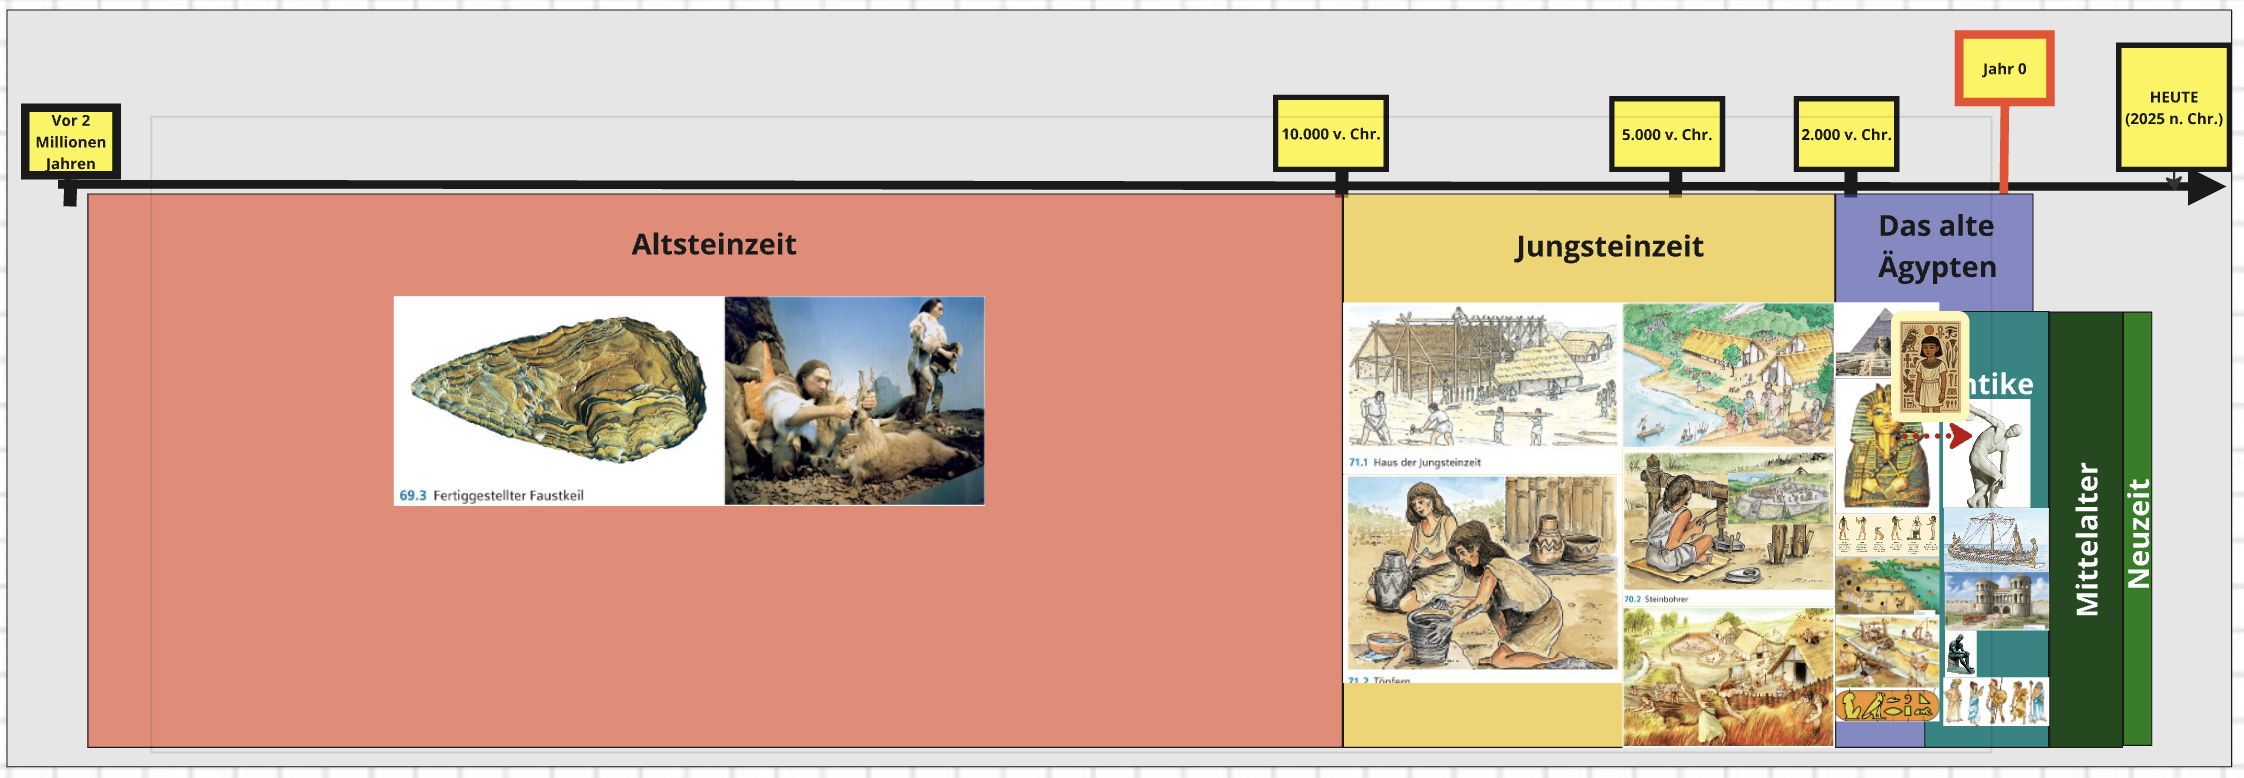 Vor 2
Millionen
Jahren
10.000 v. Chr.
5.000 v. Chr.
2.000 v. Chr.
Jahr 0
HEUTE
(2025 n. Chr.)
Altsteinzeit
Jungsteinzeit
Das alte
Ägypten
ntike
Mittelalter
Neuzeit
69.3 Fertiggestellter Faustkeil
71.1 Haus der Jungsteinzeit
70.2 Steinbohrer
71.2 Töpfern